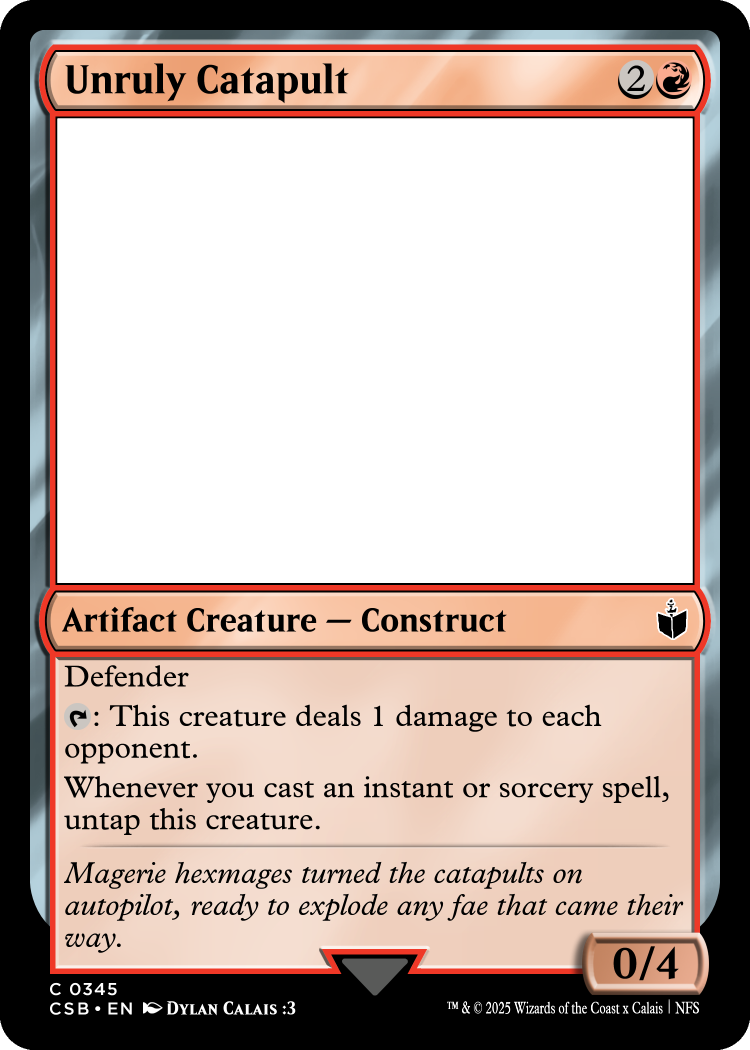 Unruly Catapult 2
Artifact Creature — Construct
Defender
: This creature deals 1 damage to each
opponent.
Whenever you cast an instant or sorcery spell,
untap this creature.
Magerie hexmages turned the catapults on
autopilot, ready to explode any fae that came their
way.
0/4
C 0345
CSB • EN Dylan Calais :3
™ & © 2025 Wizards of the Coast x Calais | NFS